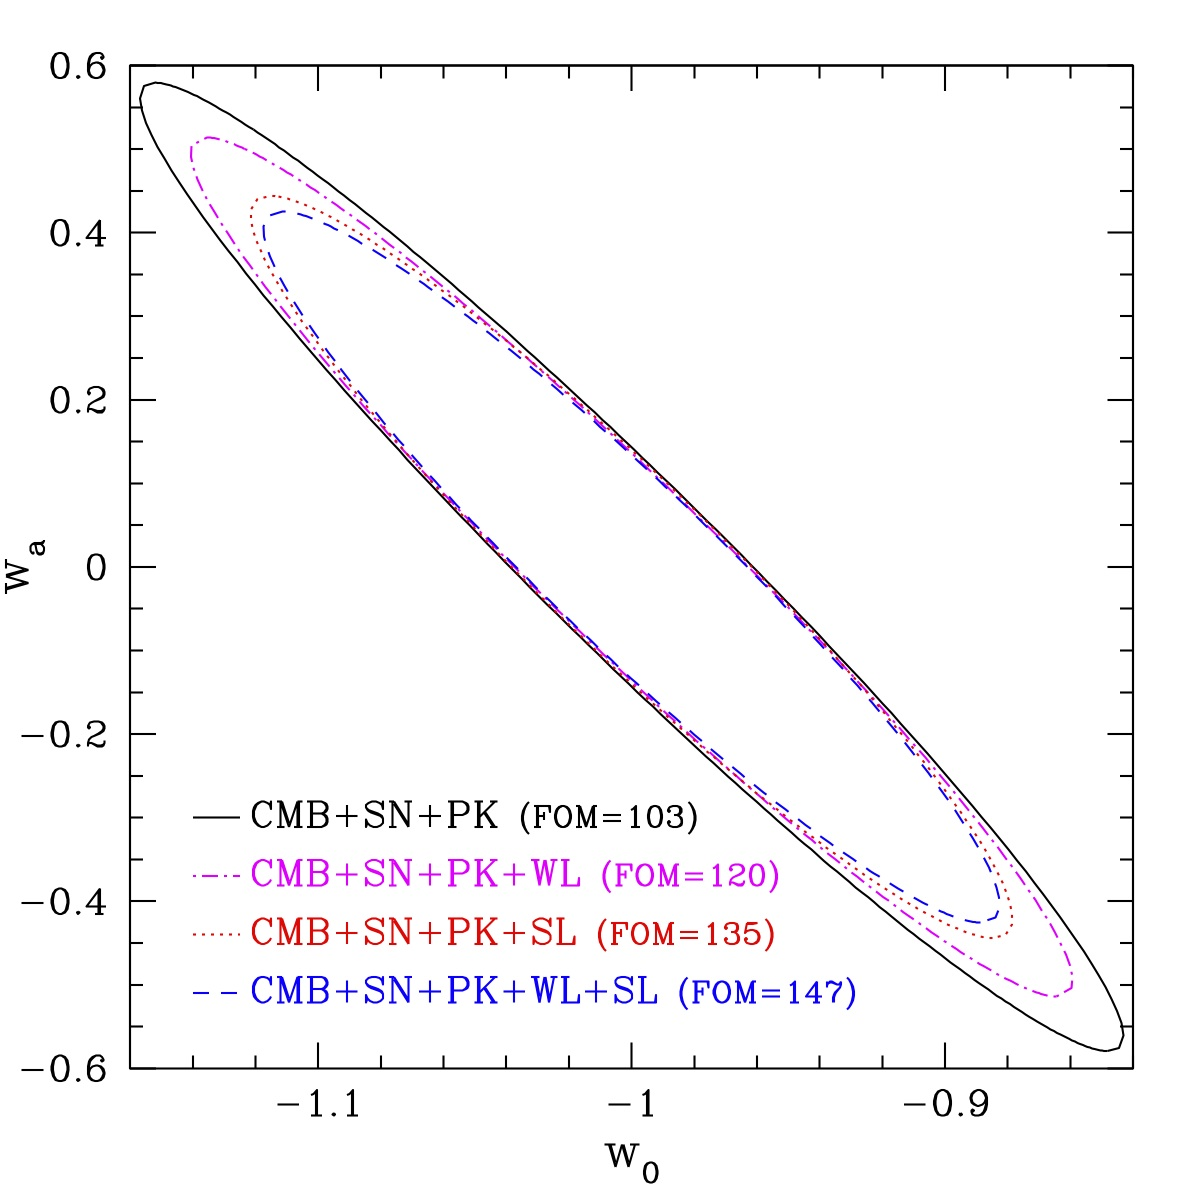 0.6
0.4
0.2
0
−0.2
−0.4
−0.6
wa
CMB+SN+PK (FOM=103)
CMB+SN+PK+WL (FOM=120)
CMB+SN+PK+SL (FOM=135)
CMB+SN+PK+WL+SL (FOM=147)
−1.1 −1 −0.9
w0